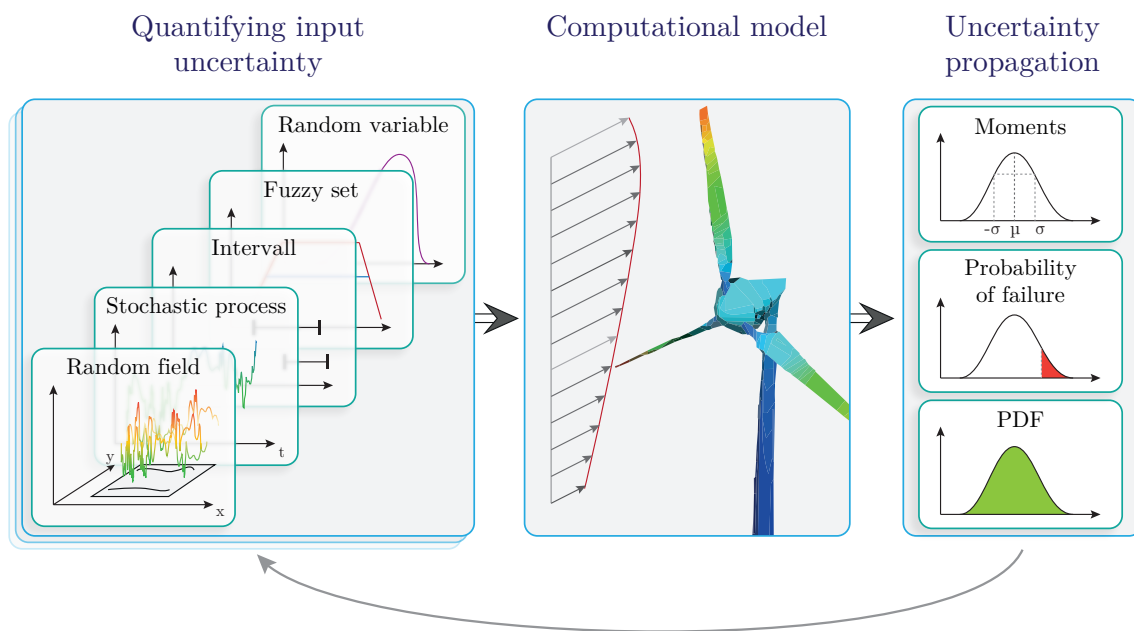 Quantifying input
uncertainty
Computational model
Uncertainty
propagation
Random variable
Fuzzy set
Intervall
Stochastic process
t
Random field
y
x
Moments
-σ µ σ
Probability
of failure
PDF